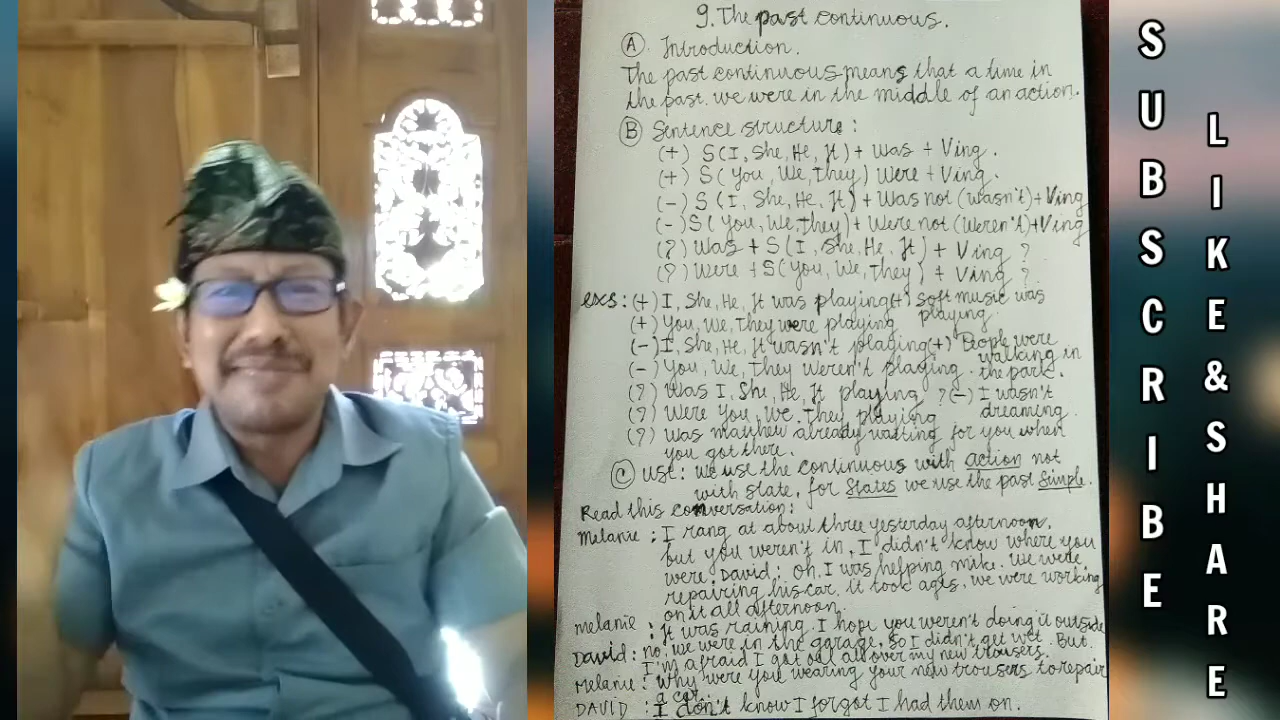 9. The past continuous.
(A). Introduction.
The past continuous means that a time in
the past. we were in the middle of an action.
(B) Sentence structure:
(+) S(I, She, He, It) + Was + Ving.
(+) S(You, We, They) Were + Ving.
(-) S (I, She, He, It) + Was not (wasn't) + Ving
(-) S(You, We, They) + Were not (Weren't) + Ving
(?) Was + S(I, She, He, It) + Ving ?
(?) Were + S(You, We, They) + Ving ?
exs: (+) I, She, He, It was playing (+) Soft music was
playing.
(+) You, We, They were playing
(-) I, She, He, It wasn't playing (+) People were
walking in
(-) You, We, They weren't playing. the park.
(?) Was I, She, He, It playing ? (-) I wasn't
(?) Were You, We, They playing dreaming.
(?) Was matthew already waiting for you when
you got there.
(C) Use: We use the continuous with action not
with state, for States we use the past Simple.
Read this conversation:
Melanie : I rang at about three yesterday afternoon,
but you weren't in, I didn't know where you
were. David: oh, I was helping mike. we were
repairing his car, It took ages, we were working
on it all afternoon.
melanie : It was raining. I hope you weren't doing it outside
David: no, we were in the garage, so I didn't get wet. But
I'm afraid I got oil all over my new trousers.
Melanie : Why were you wearing your new trousers to repair
a car.
DAVID : I don't know I forgot I had them on.
SUBSCRIBE
LIKE&SHARE